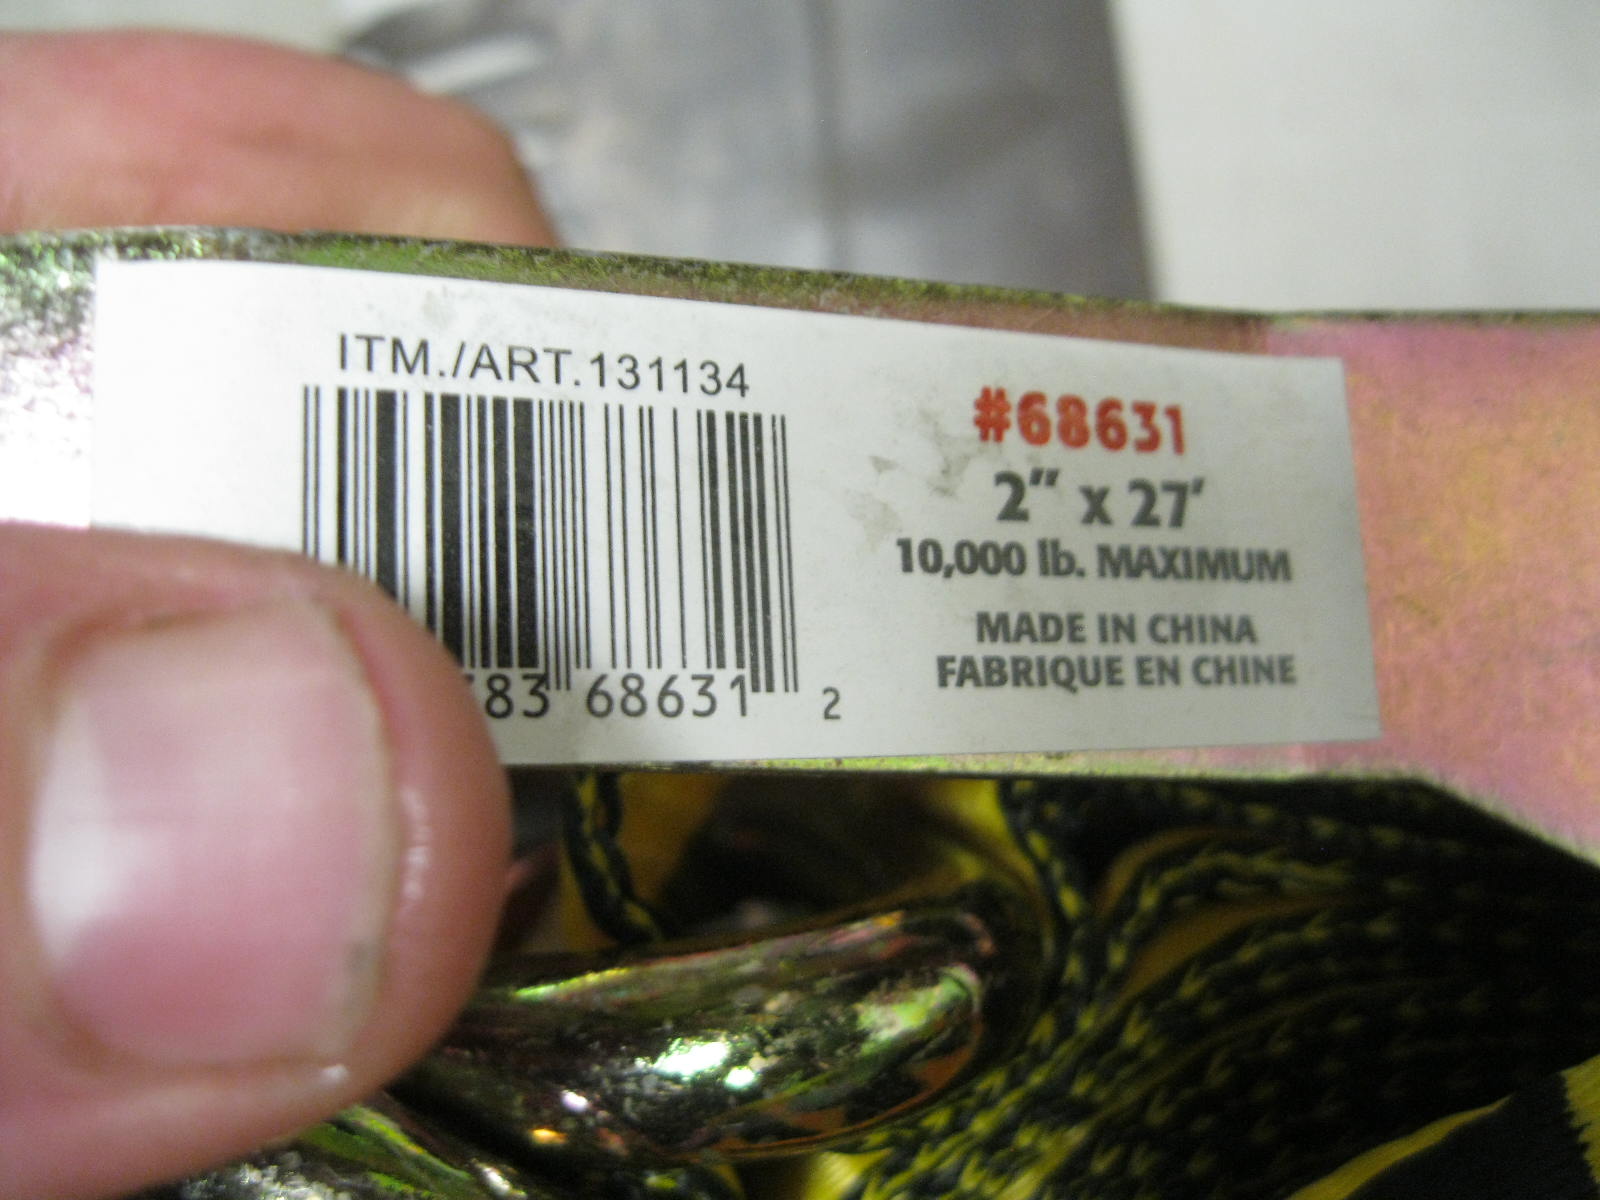 ITM./ART.131134
83 68631 2
#68631
2" x 27'
10,000 lb. MAXIMUM
MADE IN CHINA
FABRIQUE EN CHINE